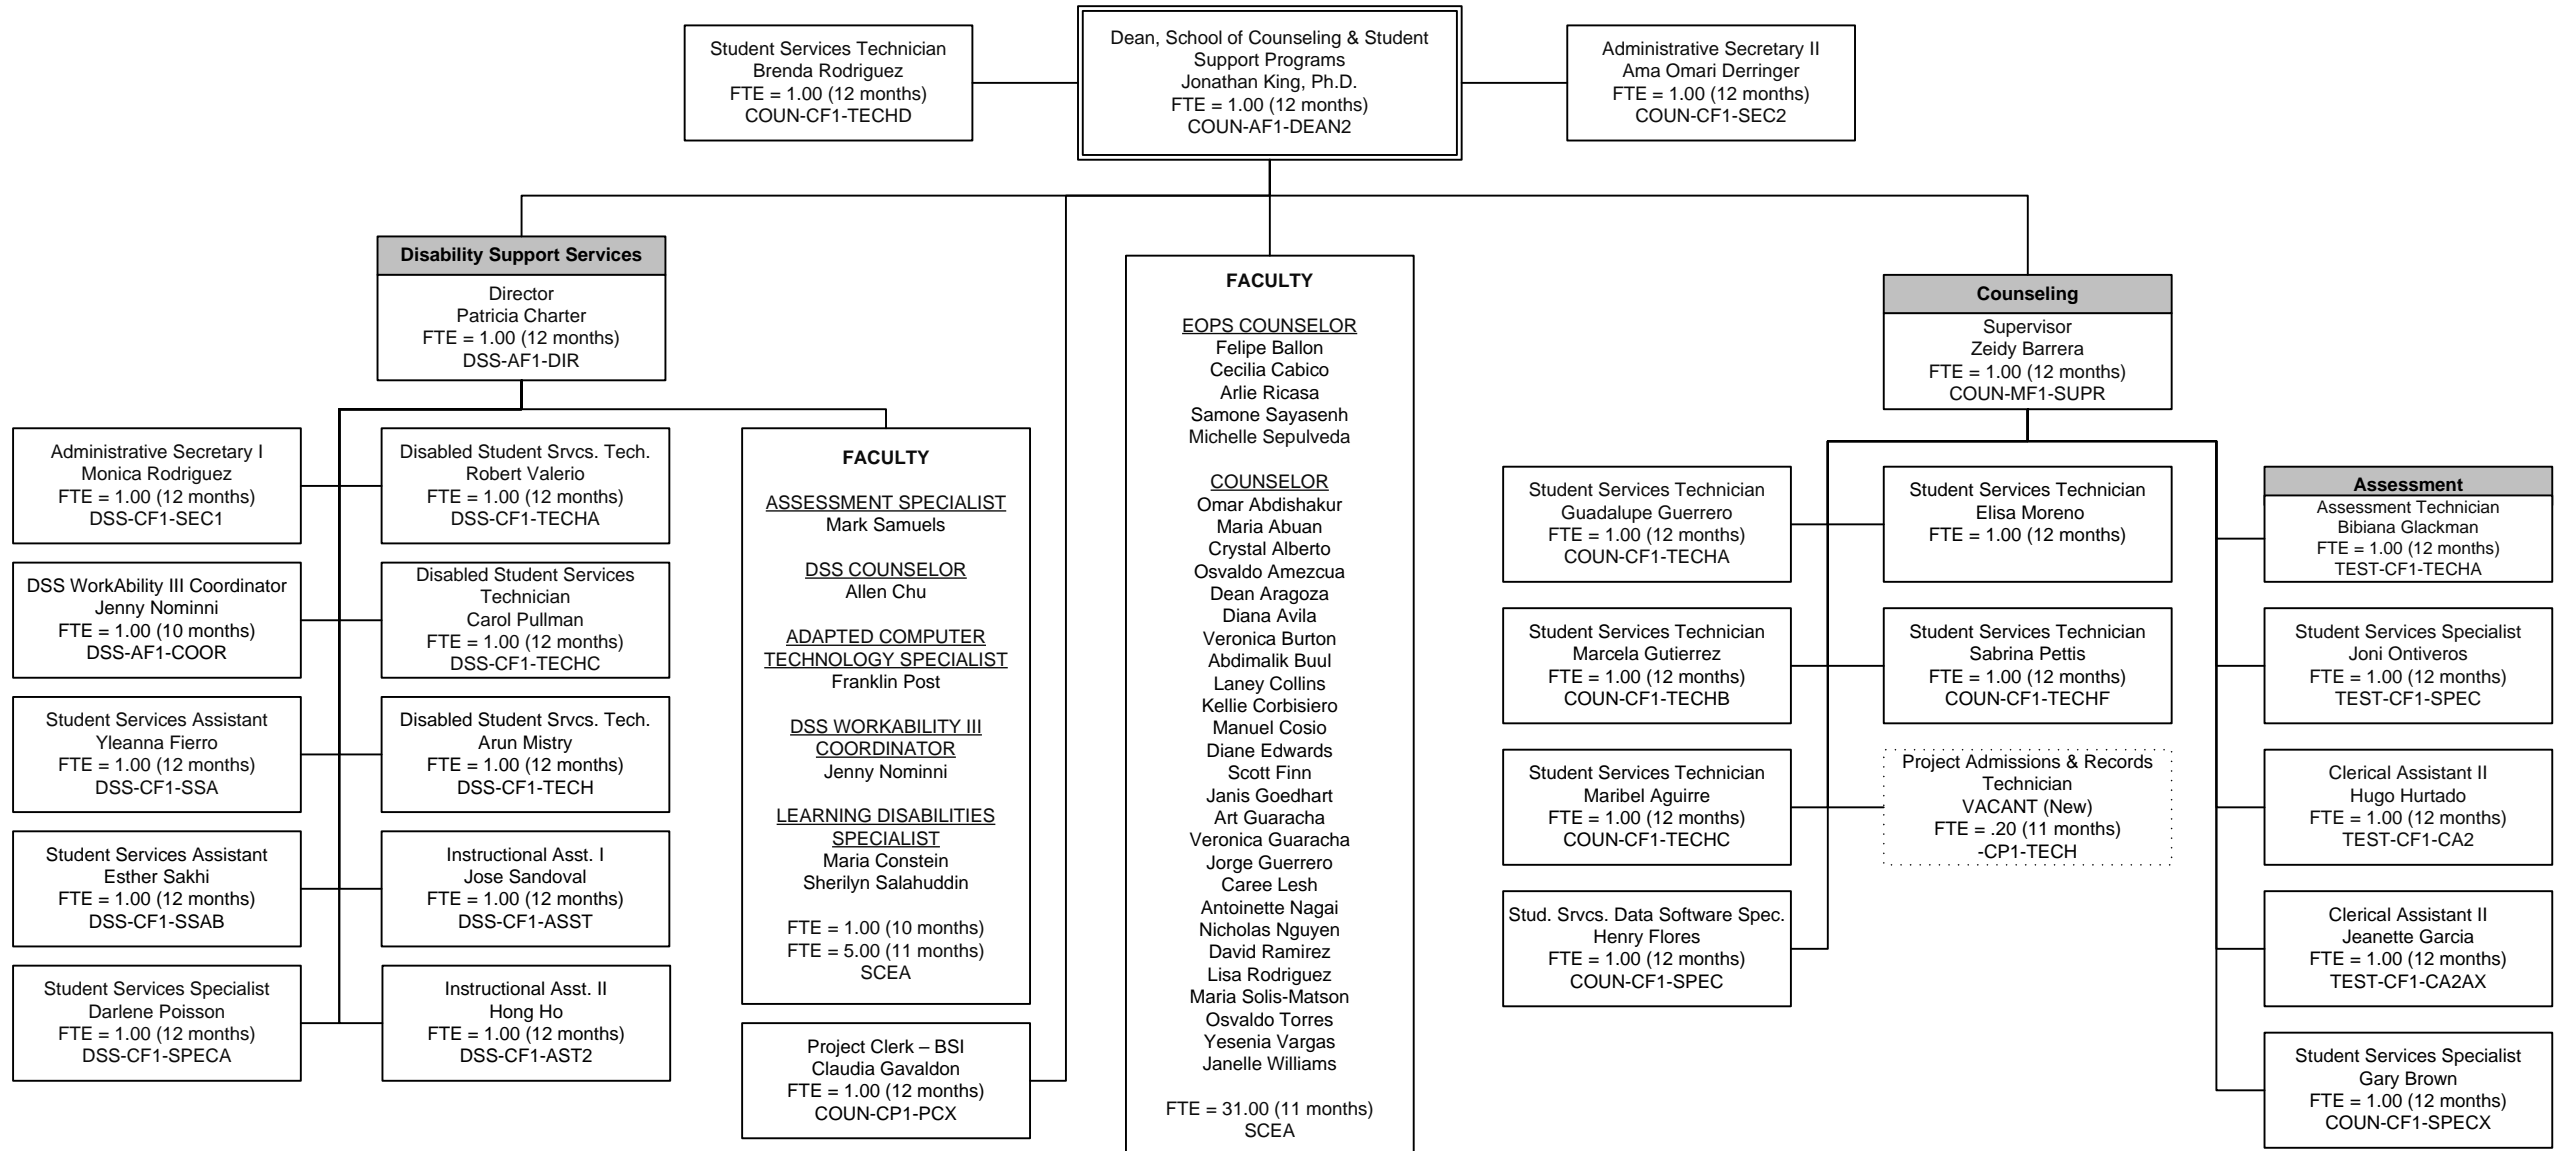 Student Services Technician
Brenda Rodriguez
FTE = 1.00 (12 months)
COUN-CF1-TECHD
Dean, School of Counseling & Student
Support Programs
Jonathan King, Ph.D.
FTE = 1.00 (12 months)
COUN-AF1-DEAN2
Administrative Secretary II
Ama Omari Derringer
FTE = 1.00 (12 months)
COUN-CF1-SEC2
Disability Support Services
Director
Patricia Charter
FTE = 1.00 (12 months)
DSS-AF1-DIR
Administrative Secretary I
Monica Rodriguez
FTE = 1.00 (12 months)
DSS-CF1-SEC1
Disabled Student Srvcs. Tech.
Robert Valerio
FTE = 1.00 (12 months)
DSS-CF1-TECHA
DSS WorkAbility III Coordinator
Jenny Nominni
FTE = 1.00 (10 months)
DSS-AF1-COOR
Disabled Student Services
Technician
Carol Pullman
FTE = 1.00 (12 months)
DSS-CF1-TECHC
Student Services Assistant
Yleanna Fierro
FTE = 1.00 (12 months)
DSS-CF1-SSA
Disabled Student Srvcs. Tech.
Arun Mistry
FTE = 1.00 (12 months)
DSS-CF1-TECH
Student Services Assistant
Esther Sakhi
FTE = 1.00 (12 months)
DSS-CF1-SSAB
Instructional Asst. I
Jose Sandoval
FTE = 1.00 (12 months)
DSS-CF1-ASST
Student Services Specialist
Darlene Poisson
FTE = 1.00 (12 months)
DSS-CF1-SPECA
Instructional Asst. II
Hong Ho
FTE = 1.00 (12 months)
DSS-CF1-AST2
FACULTY
ASSESSMENT SPECIALIST
Mark Samuels
DSS COUNSELOR
Allen Chu
ADAPTED COMPUTER
TECHNOLOGY SPECIALIST
Franklin Post
DSS WORKABILITY III
COORDINATOR
Jenny Nominni
LEARNING DISABILITIES
SPECIALIST
Maria Constein
Sherilyn Salahuddin
FTE = 1.00 (10 months)
FTE = 5.00 (11 months)
SCEA
Project Clerk – BSI
Claudia Gavaldon
FTE = 1.00 (12 months)
COUN-CP1-PCX
FACULTY
EOPS COUNSELOR
Felipe Ballon
Cecilia Cabico
Arlie Ricasa
Samone Sayasenh
Michelle Sepulveda
COUNSELOR
Omar Abdishakur
Maria Abuan
Crystal Alberto
Osvaldo Amezcua
Dean Aragoza
Diana Avila
Veronica Burton
Abdimalik Buul
Laney Collins
Kellie Corbisiero
Manuel Cosio
Diane Edwards
Scott Finn
Janis Goedhart
Art Guaracha
Veronica Guaracha
Jorge Guerrero
Caree Lesh
Antoinette Nagai
Nicholas Nguyen
David Ramirez
Lisa Rodriguez
Maria Solis-Matson
Osvaldo Torres
Yesenia Vargas
Janelle Williams
FTE = 31.00 (11 months)
SCEA
Counseling
Supervisor
Zeidy Barrera
FTE = 1.00 (12 months)
COUN-MF1-SUPR
Student Services Technician
Guadalupe Guerrero
FTE = 1.00 (12 months)
COUN-CF1-TECHA
Student Services Technician
Elisa Moreno
FTE = 1.00 (12 months)
Student Services Technician
Marcela Gutierrez
FTE = 1.00 (12 months)
COUN-CF1-TECHB
Student Services Technician
Sabrina Pettis
FTE = 1.00 (12 months)
COUN-CF1-TECHF
Student Services Technician
Maribel Aguirre
FTE = 1.00 (12 months)
COUN-CF1-TECHC
Project Admissions & Records
Technician
VACANT (New)
FTE = .20 (11 months)
-CP1-TECH
Stud. Srvcs. Data Software Spec.
Henry Flores
FTE = 1.00 (12 months)
COUN-CF1-SPEC
Assessment
Assessment Technician
Bibiana Glackman
FTE = 1.00 (12 months)
TEST-CF1-TECHA
Student Services Specialist
Joni Ontiveros
FTE = 1.00 (12 months)
TEST-CF1-SPEC
Clerical Assistant II
Hugo Hurtado
FTE = 1.00 (12 months)
TEST-CF1-CA2
Clerical Assistant II
Jeanette Garcia
FTE = 1.00 (12 months)
TEST-CF1-CA2AX
Student Services Specialist
Gary Brown
FTE = 1.00 (12 months)
COUN-CF1-SPECX